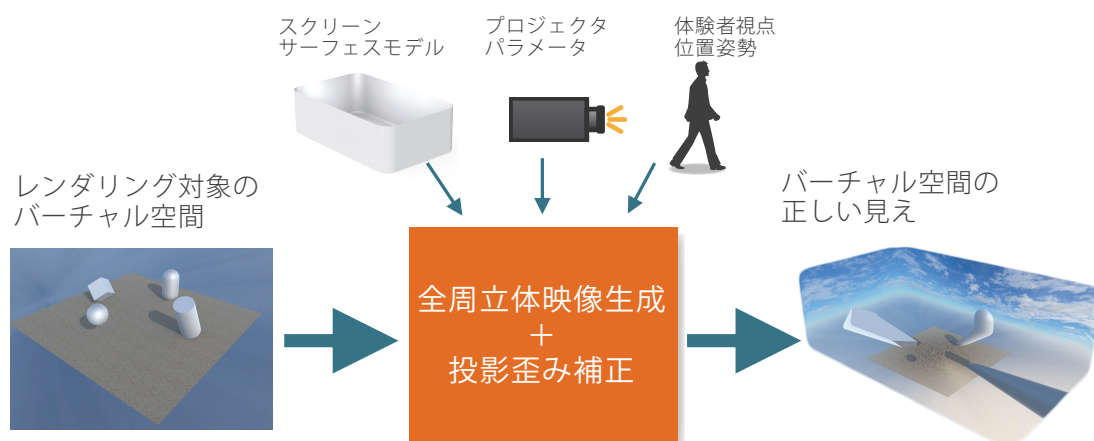 スクリーン
サーフェスモデル
プロジェクタ
パラメータ
体験者視点
位置姿勢
レンダリング対象の
バーチャル空間
全周立体映像生成
＋
投影歪み補正
バーチャル空間の
正しい見え